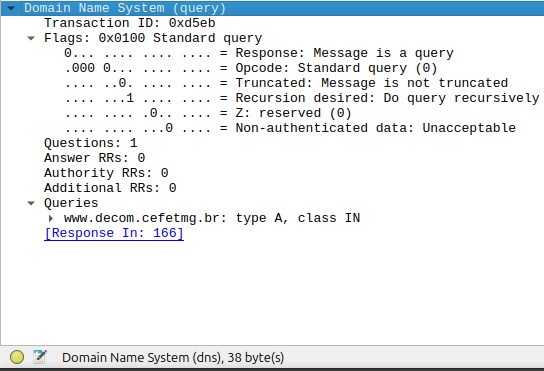 Domain Name System (query)
Transaction ID: 0xd5eb
Flags: 0x0100 Standard query
0... .... .... .... = Response: Message is a query
.000 0... .... .... = Opcode: Standard query (0)
.... ..0. .... .... = Truncated: Message is not truncated
.... ...1 .... .... = Recursion desired: Do query recursively
.... .... .0.. .... = Z: reserved (0)
.... .... ...0 .... = Non-authenticated data: Unacceptable
Questions: 1
Answer RRs: 0
Authority RRs: 0
Additional RRs: 0
Queries
www.decom.cefetmg.br: type A, class IN
[Response In: 166]
Domain Name System (dns), 38 byte(s)